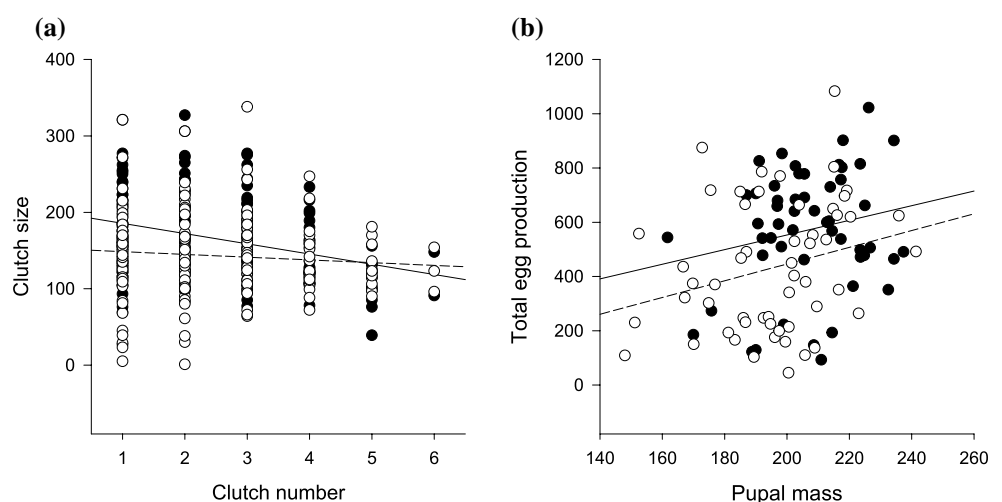 (a)
(b)
400
300
200
100
0
Clutch size
1 2 3 4 5 6
Clutch number
1200
1000
800
600
400
200
0
Total egg production
140 160 180 200 220 240 260
Pupal mass